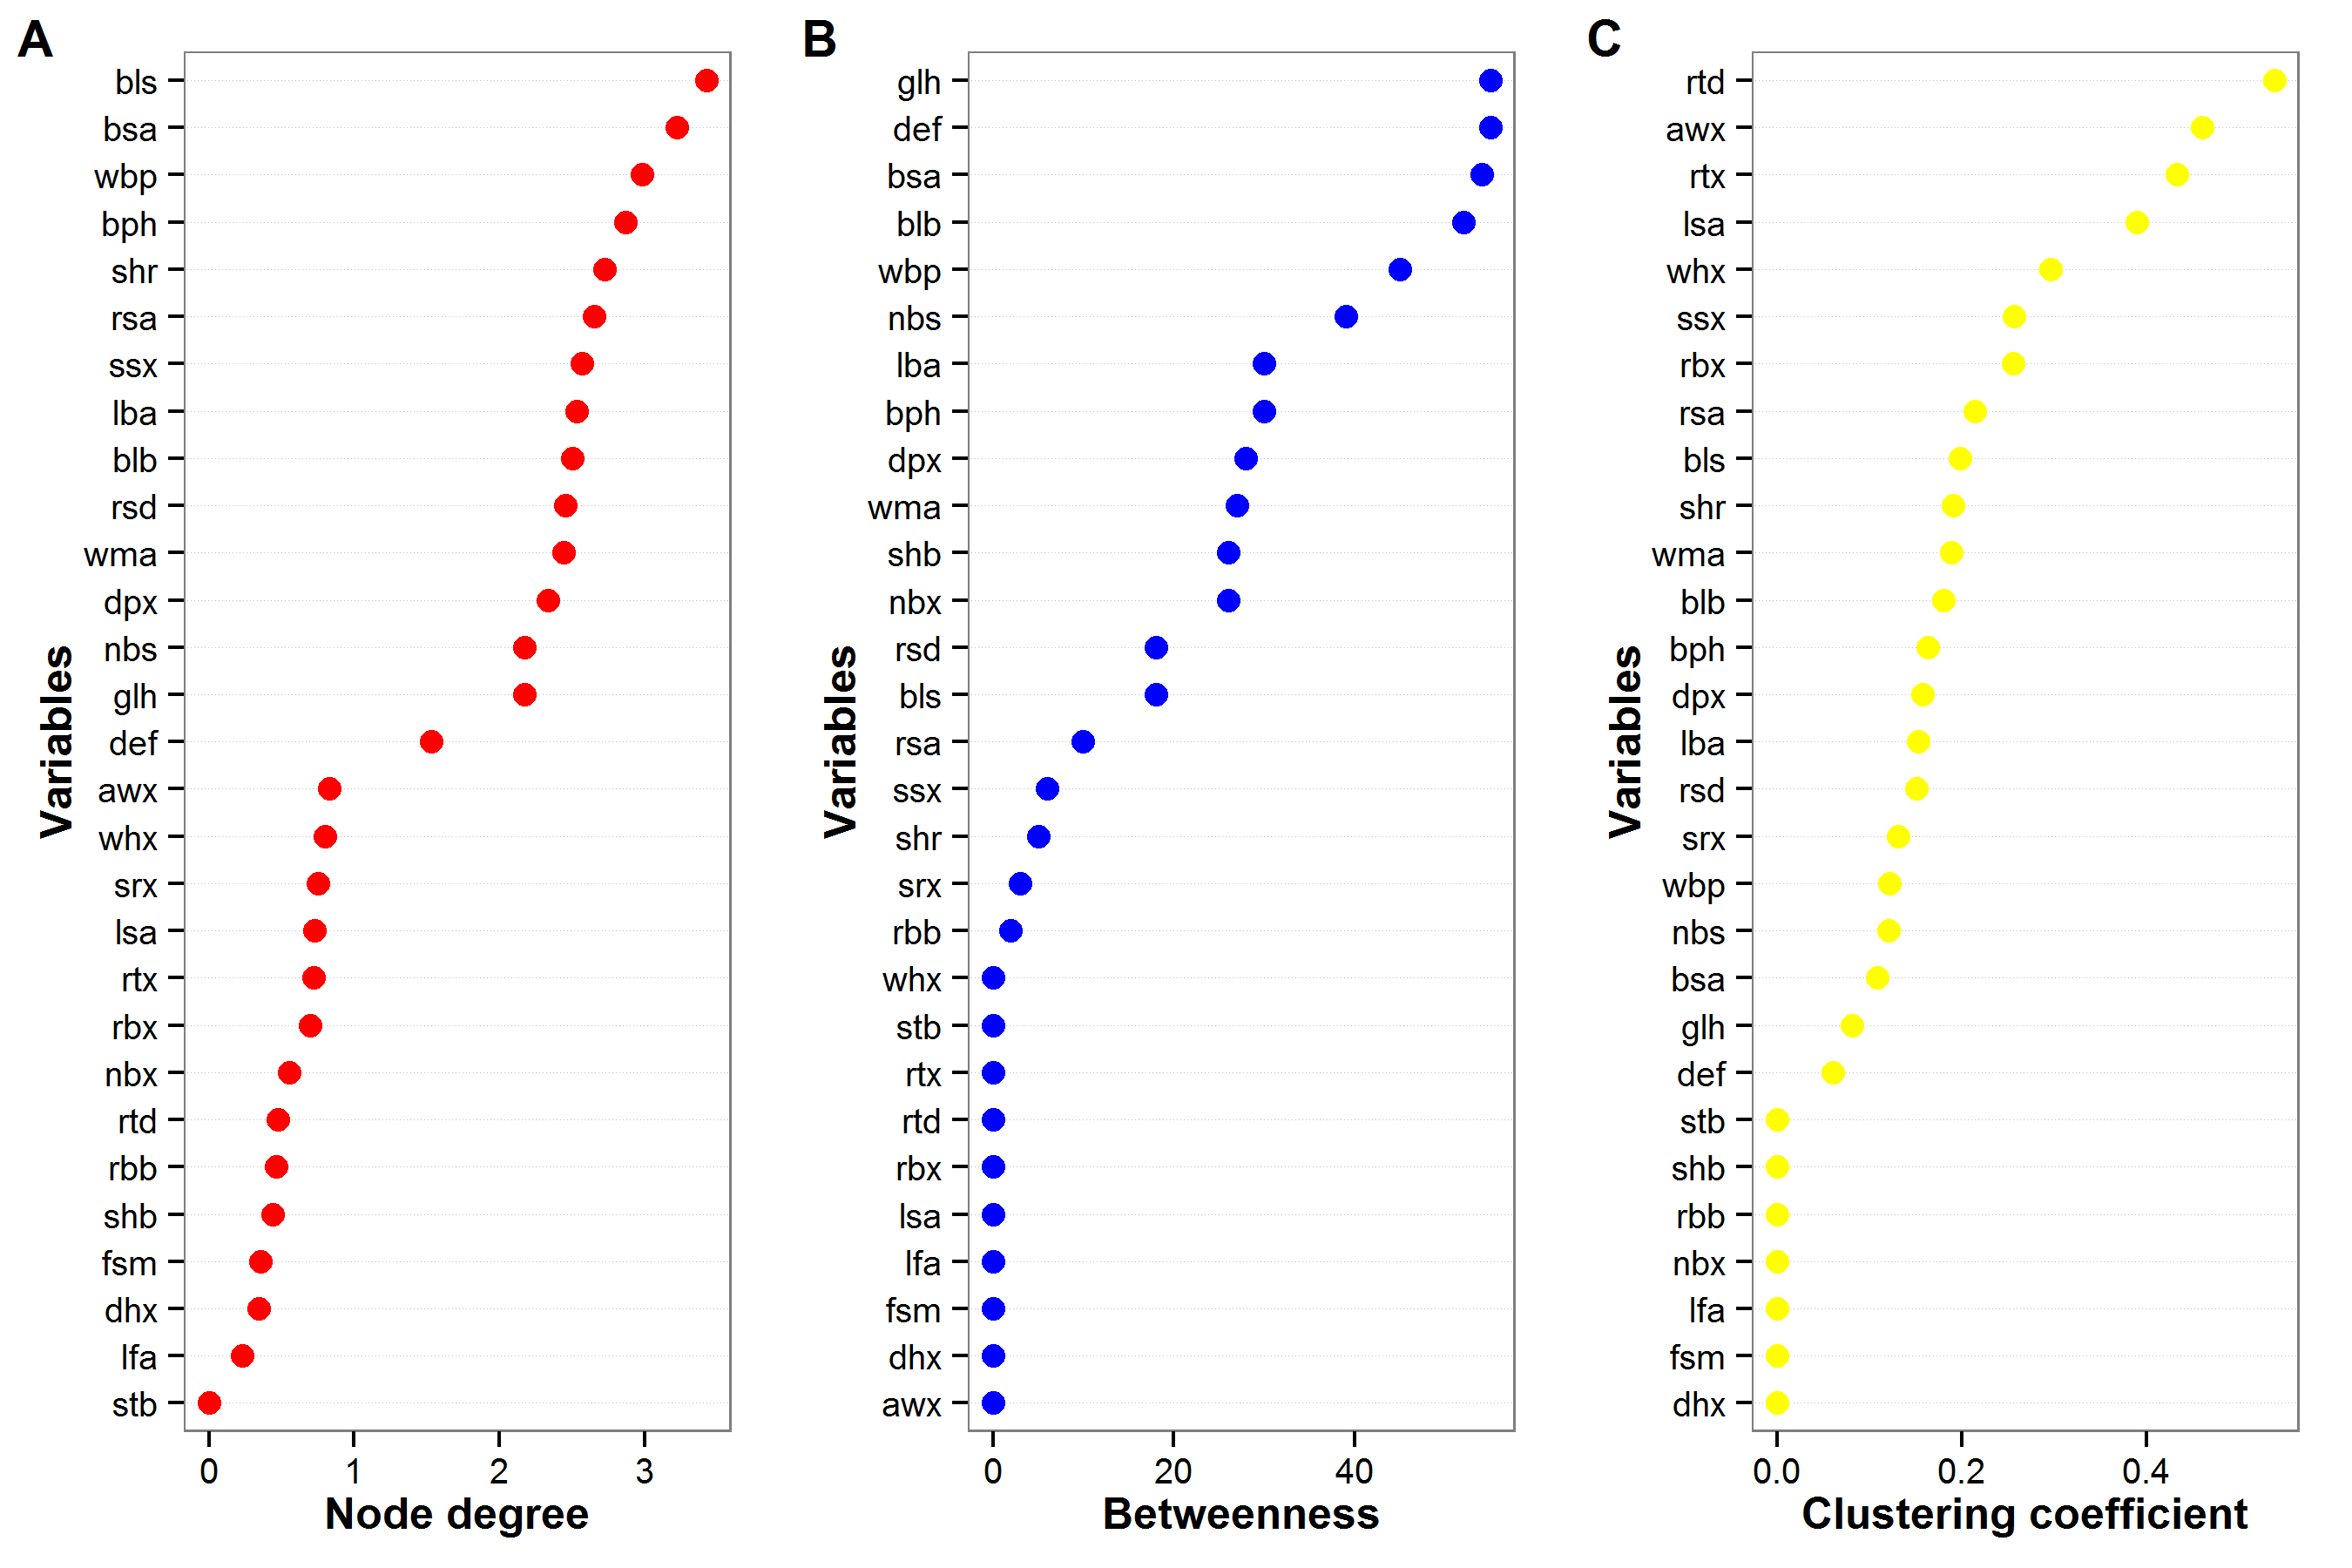 A
bls
bsa
wbp
bph
shr
rsa
ssx
lba
blb
rsd
wma
dpx
nbs
glh
def
awx
whx
srx
lsa
rtx
rbx
nbx
rtd
rbb
shb
fsm
dhx
lfa
stb
Variables
0 1 2 3
Node degree
B
glh
def
bsa
blb
wbp
nbs
lba
bph
dpx
wma
shb
nbx
rsd
bls
rsa
ssx
shr
srx
rbb
whx
stb
rtx
rtd
rbx
lsa
lfa
fsm
dhx
awx
Variables
0 20 40
Betweenness
C
rtd
awx
rtx
lsa
whx
ssx
rbx
rsa
bls
shr
wma
blb
bph
dpx
lba
rsd
srx
wbp
nbs
bsa
glh
def
stb
shb
rbb
nbx
lfa
fsm
dhx
Variables
0.0 0.2 0.4
Clustering coefficient